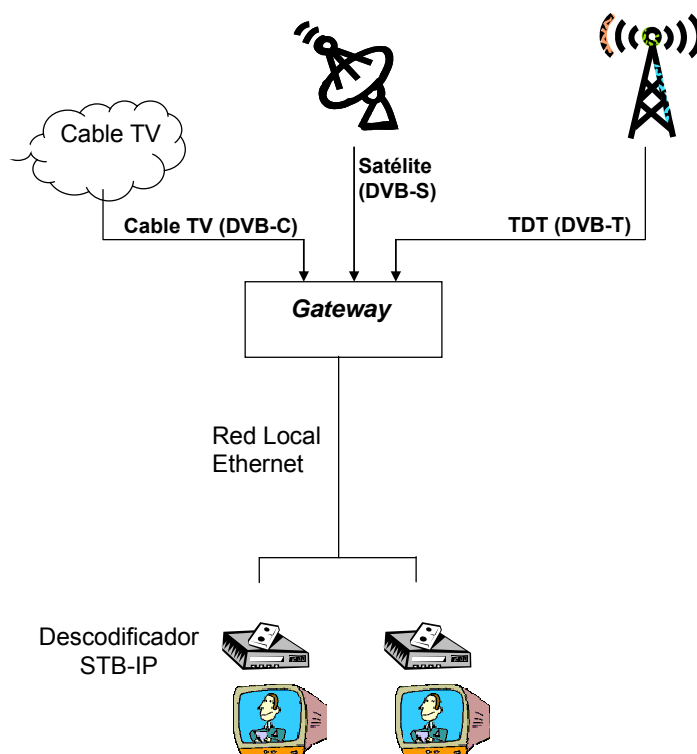 Cable TV
Satélite
(DVB-S)
Cable TV (DVB-C)
TDT (DVB-T)
Gateway
Red Local
Ethernet
Descodificador
STB-IP